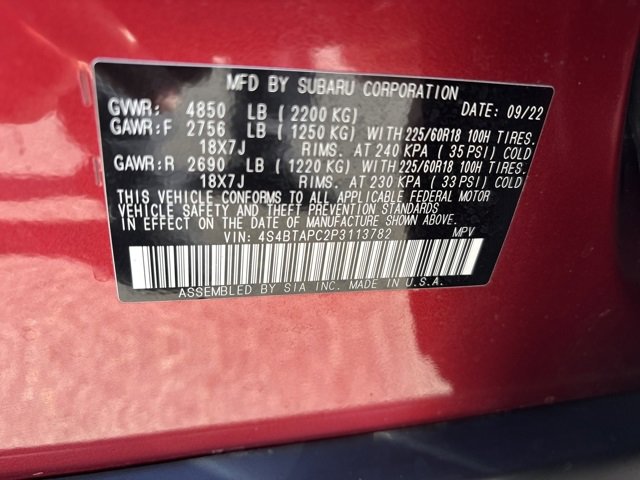 MFD BY SUBARU CORPORATION
GVWR: 4850 LB ( 2200 KG) DATE: 09/22
GAWR:F 2756 LB ( 1250 KG) WITH 225/60R18 100H TIRES.
18X7J RIMS. AT 240 KPA ( 35 PSI) COLD
GAWR:R 2690 LB ( 1220 KG) WITH 225/60R18 100H TIRES.
18X7J RIMS. AT 230 KPA ( 33 PSI) COLD
THIS VEHICLE CONFORMS TO ALL APPLICABLE FEDERAL MOTOR
VEHICLE SAFETY AND THEFT PREVENTION STANDARDS
IN EFFECT ON THE DATE OF MANUFACTURE SHOWN ABOVE.
VIN: 4S4BTAPC2P3113782 MPV
ASSEMBLED BY SIA INC. MADE IN U.S.A.